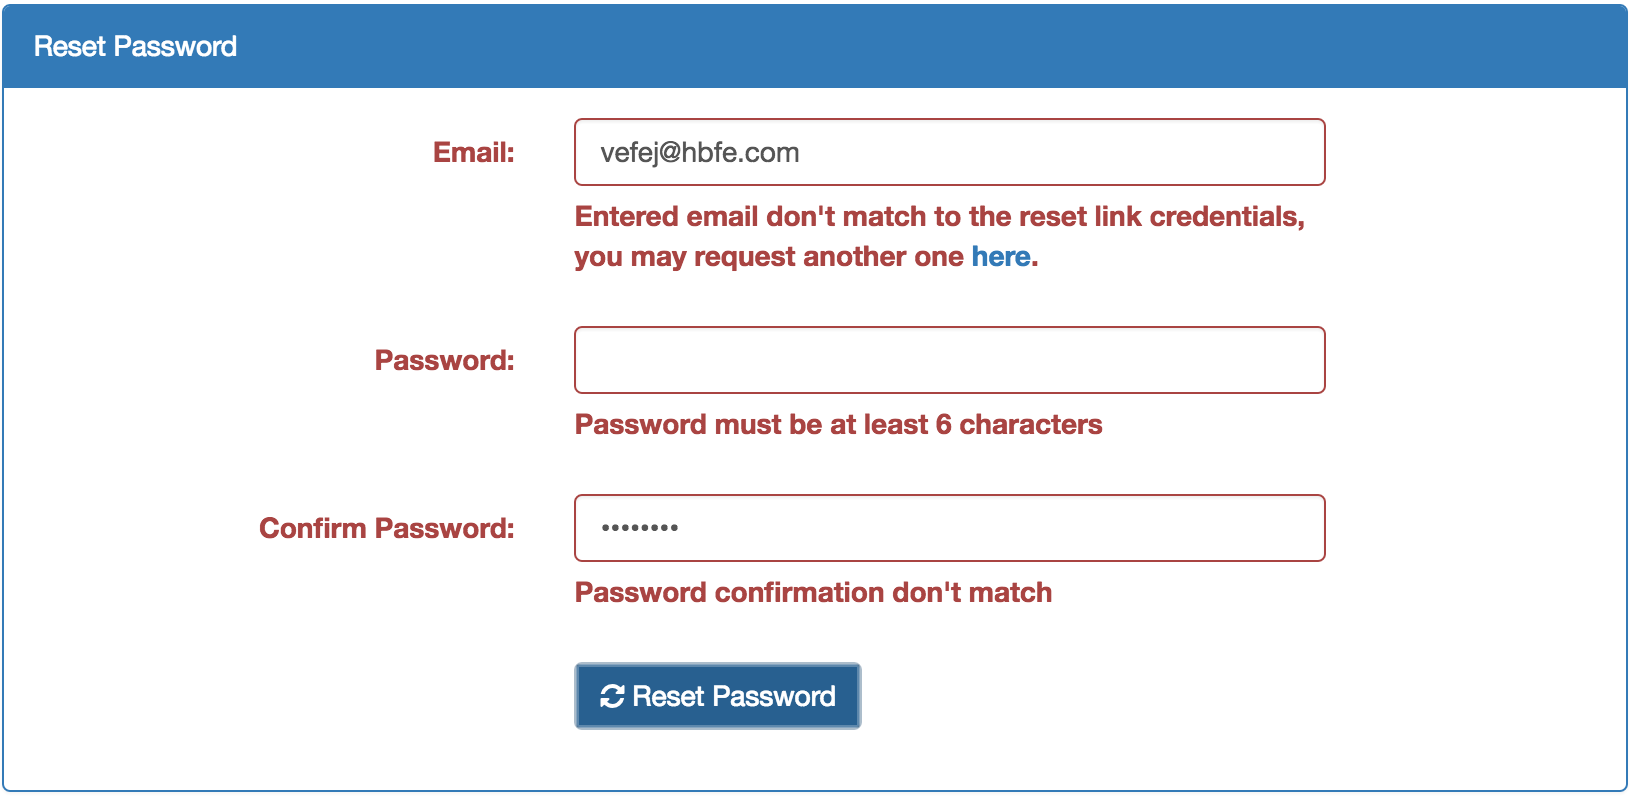 Reset Password
Email:
vefej@hbfe.com
Entered email don't match to the reset link credentials,
you may request another one here.
Password:
Password must be at least 6 characters
Confirm Password:
••••••••
Password confirmation don't match
Reset Password